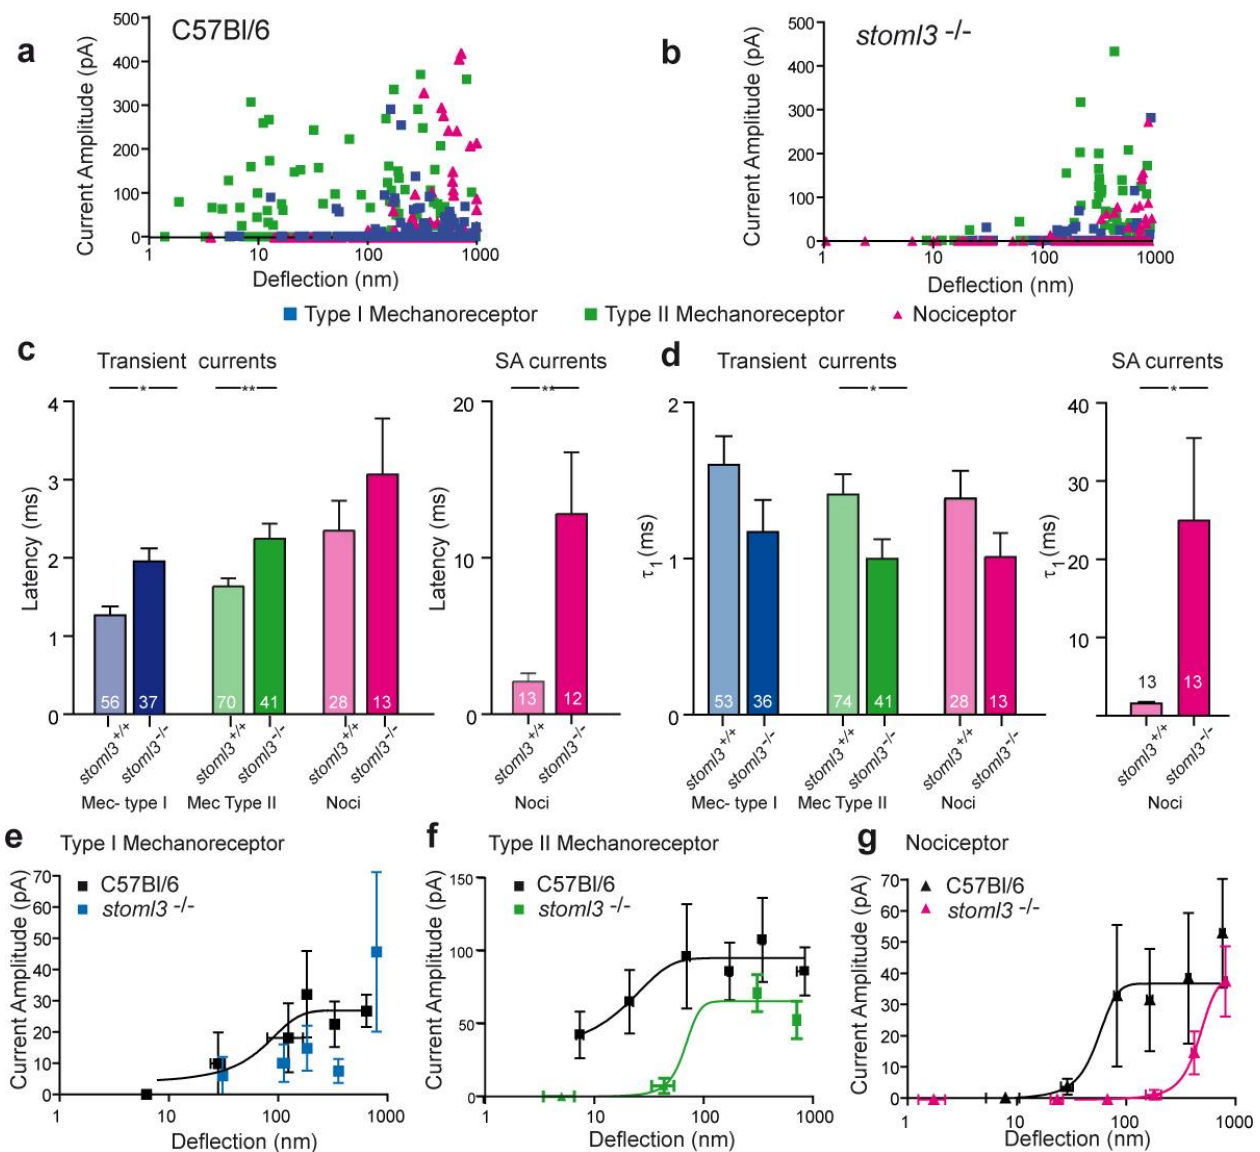 a
C57Bl/6
Current Amplitude (pA)
500
400
300
200
100
0
1
10
100
1000
Deflection (nm)
b
stoml3 -/-
Current Amplitude (pA)
500
400
300
200
100
0
1
10
100
1000
Deflection (nm)
Type I Mechanoreceptor
Type II Mechanoreceptor
Nociceptor
c
Transient currents
SA currents
*
**
**
Latency (ms)
4
3
2
1
0
56
37
70
41
28
13
stoml3+/+
stoml3-/-
stoml3+/+
stoml3-/-
stoml3+/+
stoml3-/-
Mec- type I
Mec Type II
Noci
Latency (ms)
20
10
0
13
12
stoml3+/+
stoml3-/-
Noci
d
Transient currents
SA currents
*
*
τ1 (ms)
2
1
0
53
36
74
41
28
13
stoml3+/+
stoml3-/-
stoml3+/+
stoml3-/-
stoml3+/+
stoml3-/-
Mec- type I
Mec Type II
Noci
τ1 (ms)
40
30
20
10
13
13
stoml3+/+
stoml3-/-
Noci
e
Type I Mechanoreceptor
C57Bl/6
stoml3 -/-
Current Amplitude (pA)
70
60
50
40
30
20
10
0
1
10
100
1000
Deflection (nm)
f
Type II Mechanoreceptor
C57Bl/6
stoml3 -/-
Current Amplitude (pA)
150
100
50
0
1
10
100
1000
Deflection (nm)
g
Nociceptor
C57Bl/6
stoml3 -/-
Current Amplitude (pA)
70
60
50
40
30
20
10
0
1
10
100
1000
Deflection (nm)